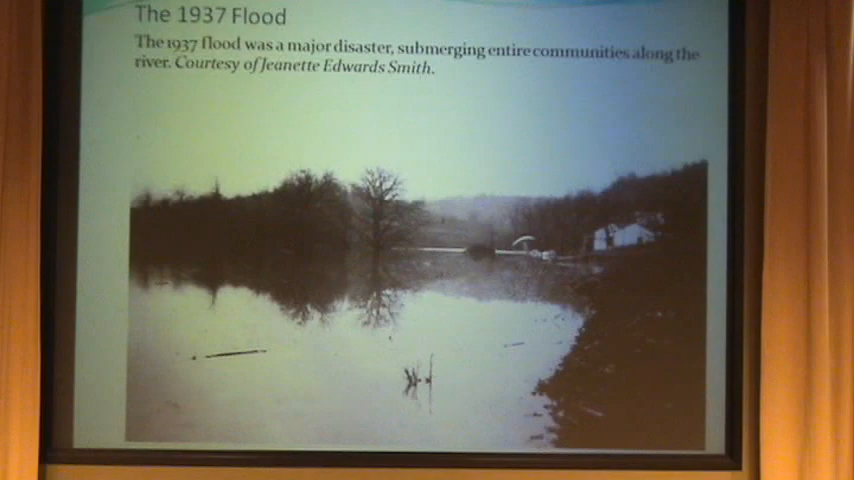 The 1937 Flood
The 1937 flood was a major disaster, submerging entire communities along the
river. Courtesy of Jeanette Edwards Smith.